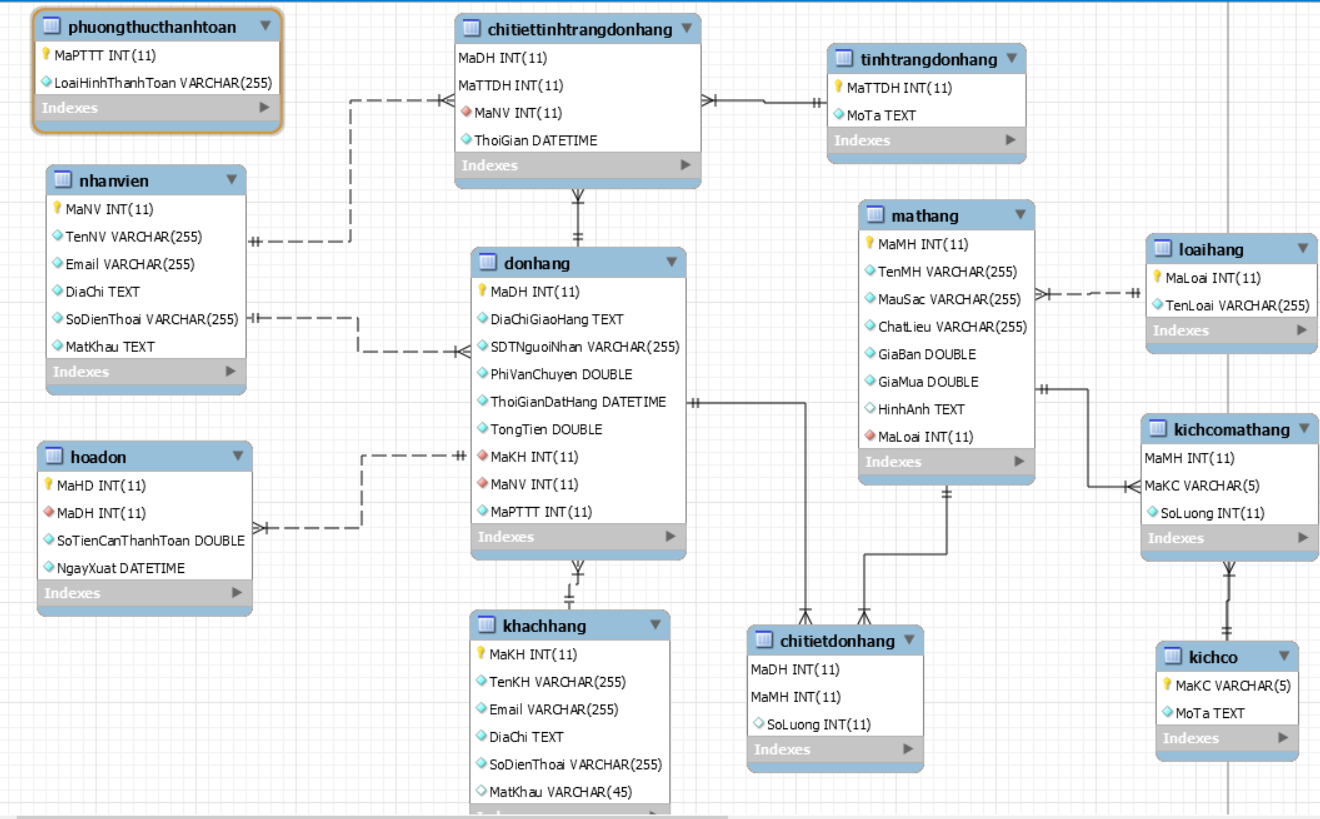 phuongthucthanhtoan
MaPTTT INT(11)
LoaiHinhThanhToan VARCHAR(255)
Indexes
chitiettinhtrangdonhang
MaDH INT(11)
MaTTDH INT(11)
MaNV INT(11)
ThoiGian DATETIME
Indexes
tinhtrangdonhang
MaTTDH INT(11)
MoTa TEXT
Indexes
nhanvien
MaNV INT(11)
TenNV VARCHAR(255)
Email VARCHAR(255)
DiaChi TEXT
SoDienThoai VARCHAR(255)
MatKhau TEXT
Indexes
donhang
MaDH INT(11)
DiaChiGiaoHang TEXT
SDTNguoiNhan VARCHAR(255)
PhiVanChuyen DOUBLE
ThoiGianDatHang DATETIME
TongTien DOUBLE
MaKH INT(11)
MaNV INT(11)
MaPTTT INT(11)
Indexes
mathang
MaMH INT(11)
TenMH VARCHAR(255)
MauSac VARCHAR(255)
ChatLieu VARCHAR(255)
GiaBan DOUBLE
GiaMua DOUBLE
HinhAnh TEXT
MaLoai INT(11)
Indexes
loaihang
MaLoai INT(11)
TenLoai VARCHAR(255)
Indexes
hoadon
MaHD INT(11)
MaDH INT(11)
SoTienCanThanhToan DOUBLE
NgayXuat DATETIME
Indexes
kichcomathang
MaMH INT(11)
MaKC VARCHAR(5)
SoLuong INT(11)
Indexes
khachhang
MaKH INT(11)
TenKH VARCHAR(255)
Email VARCHAR(255)
DiaChi TEXT
SoDienThoai VARCHAR(255)
MatKhau VARCHAR(45)
chitietdonhang
MaDH INT(11)
MaMH INT(11)
SoLuong INT(11)
Indexes
kichco
MaKC VARCHAR(5)
MoTa TEXT
Indexes